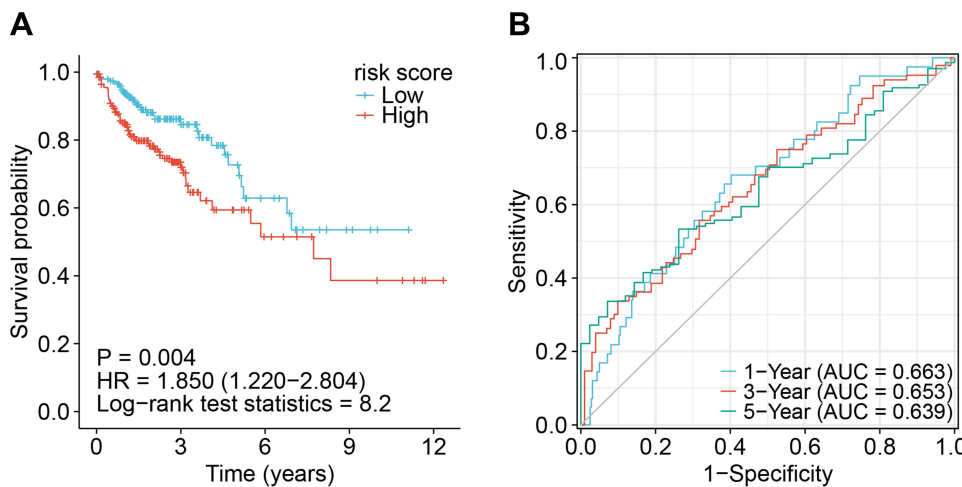 A
B
Survival probability
1.0
0.8
0.6
0.4
0.2
0.0
risk score
Low
High
P = 0.004
HR = 1.850 (1.220−2.804)
Log−rank test statistics = 8.2
0 3 6 9 12
Time (years)
Sensitivity
1.0
0.8
0.6
0.4
0.2
0.0
1−Year (AUC = 0.663)
3−Year (AUC = 0.653)
5−Year (AUC = 0.639)
0.0 0.2 0.4 0.6 0.8 1.0
1−Specificity